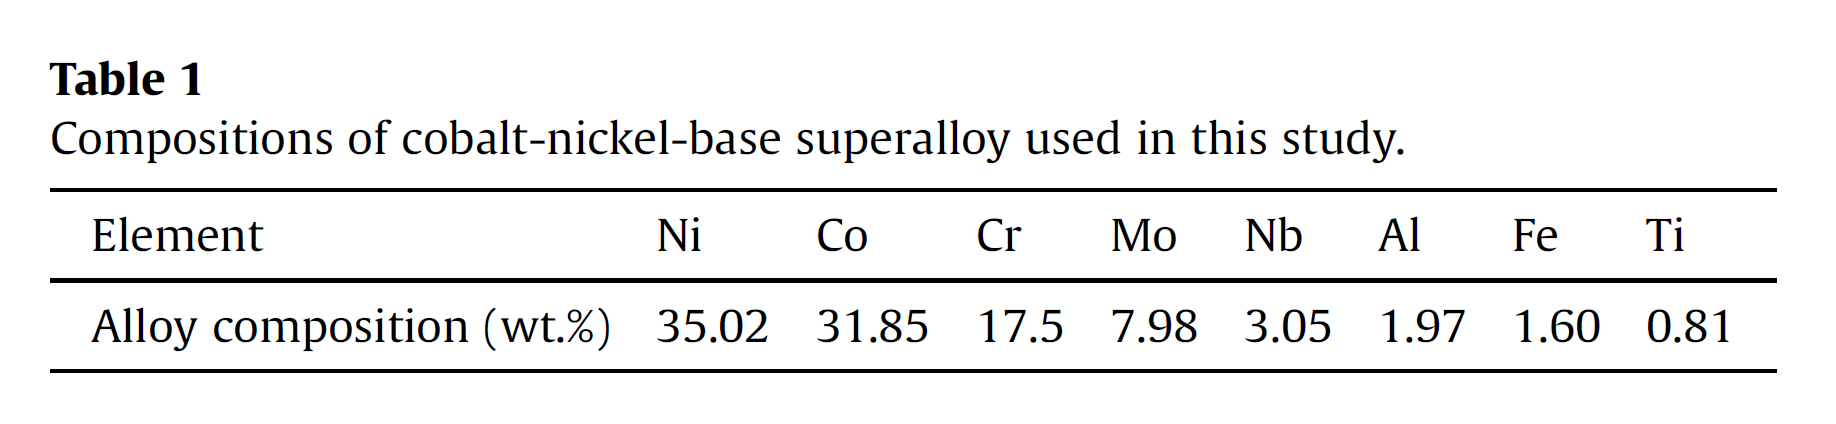 Table 1
Compositions of cobalt-nickel-base superalloy used in this study.
Element Ni Co Cr Mo Nb Al Fe Ti
Alloy composition (wt.%) 35.02 31.85 17.5 7.98 3.05 1.97 1.60 0.81